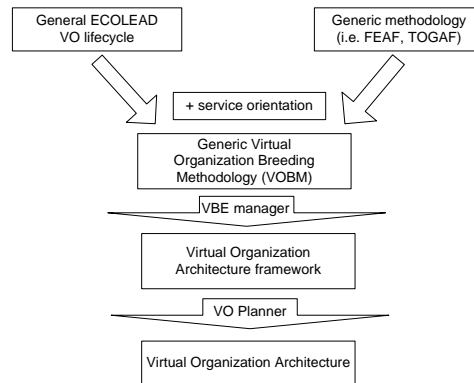 General ECOLEAD
VO lifecycle
Generic methodology
(i.e. FEAF, TOGAF)
+ service orientation
Generic Virtual
Organization Breeding
Methodology (VOBM)
VBE manager
Virtual Organization
Architecture framework
VO Planner
Virtual Organization Architecture